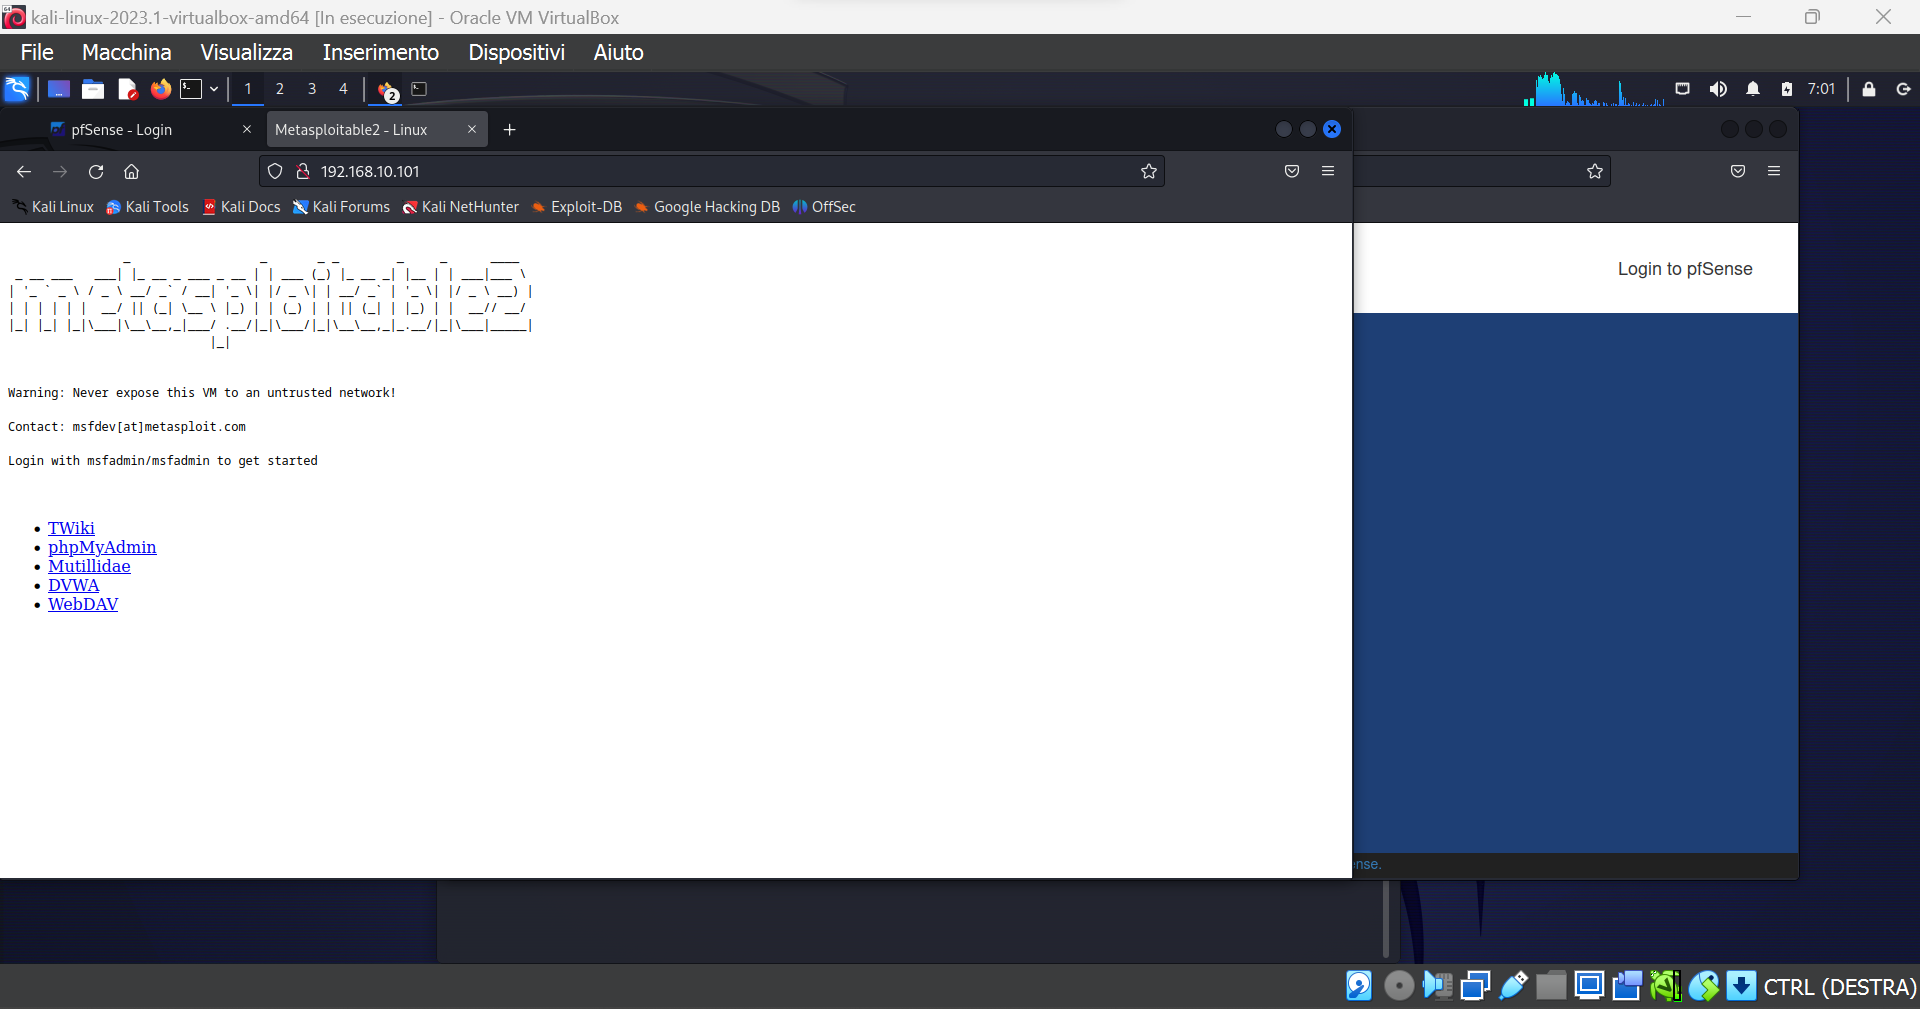 kali-linux-2023.1-virtualbox-amd64 [In esecuzione] - Oracle VM VirtualBox
File Macchina Visualizza Inserimento Dispositivi Aiuto
1 2 3 4 2 7:01
pfSense - Login Metasploitable2 - Linux
192.168.10.101
Kali Linux Kali Tools Kali Docs Kali Forums Kali NetHunter Exploit-DB Google Hacking DB OffSec
metasploitable2
Login to pfSense
Warning: Never expose this VM to an untrusted network!
Contact: msfdev[at]metasploit.com
Login with msfadmin/msfadmin to get started
TWiki
phpMyAdmin
Mutillidae
DVWA
WebDAV
ense.
CTRL (DESTRA)